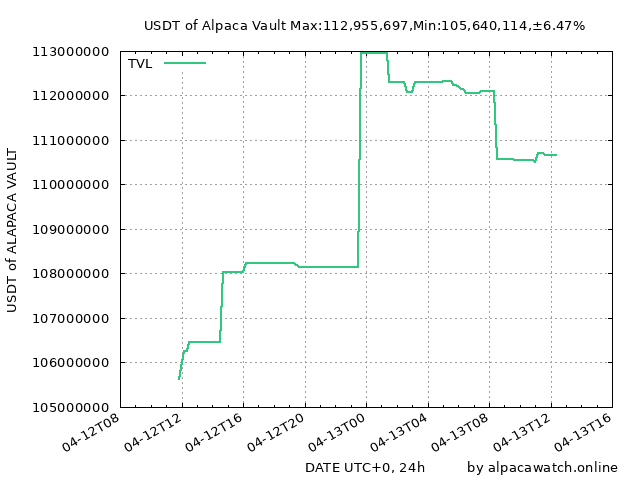 USDT of Alpaca Vault Max:112,955,697,Min:105,640,114,±6.47%
TVL
113000000
112000000
111000000
110000000
109000000
108000000
107000000
106000000
105000000
USDT of ALAPACA VAULT
04-12T08
04-12T12
04-12T16
04-12T20
04-13T00
04-13T04
04-13T08
04-13T12
04-13T16
DATE UTC+0, 24h
by alpacawatch.online